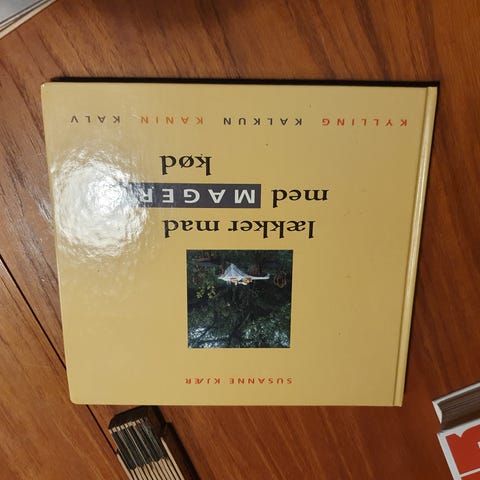 SUSANNE KJÆR
lækker mad
med MAGERT
kød
KYLLING KALKUN KANIN KALV